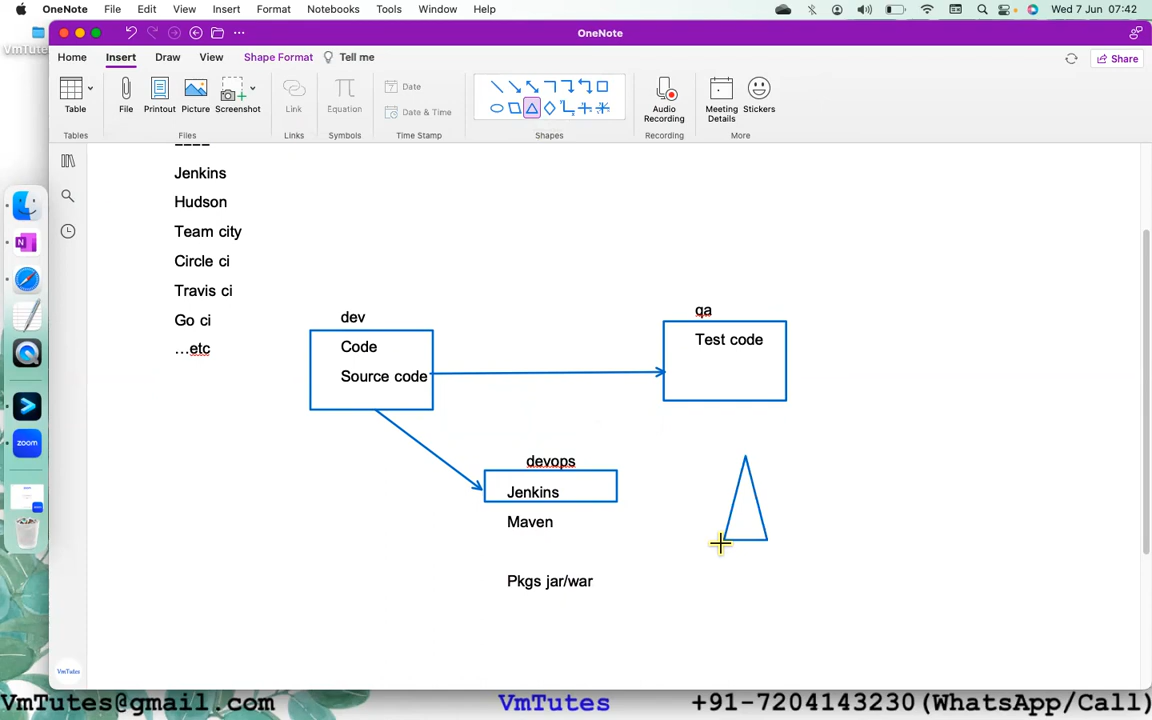 OneNote File Edit View Insert Format Notebooks Tools Window Help Wed 7 Jun 07:42
OneNote
Home Insert Draw View Shape Format Tell me Share
Date
Date & Time
Table File Printout Picture Screenshot Link Equation Audio Recording Meeting Details Stickers
Tables Files Links Symbols Time Stamp Shapes Recording More
VmTutes
Jenkins
Hudson
Team city
Circle ci
Travis ci
Go ci
...etc
dev
Code
Source code
qa
Test code
devops
Jenkins
Maven
Pkgs jar/war
zoom
VmTutes
VmTutes@gmail.com VmTutes +91-7204143230(WhatsApp/Call)